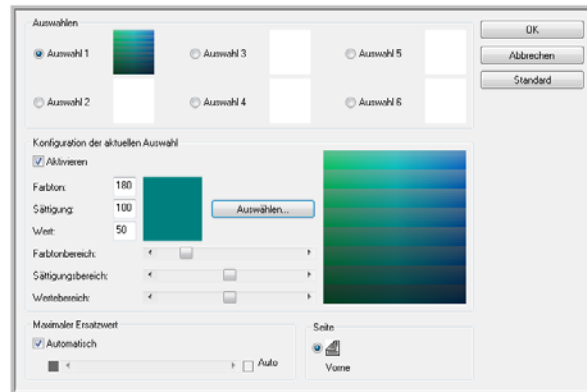 Auswahlen
OK
Abbrechen
Standard
Auswahl 1
Auswahl 3
Auswahl 5
Auswahl 2
Auswahl 4
Auswahl 6
Konfiguration der aktuellen Auswahl
Aktivieren
Farbton: 180
Sättigung: 100
Auswählen...
Wert: 50
Farbtonbereich:
Sättigungsbereich:
Wertebereich:
Maximaler Ersatzwert
Automatisch
Auto
Seite
Vorne